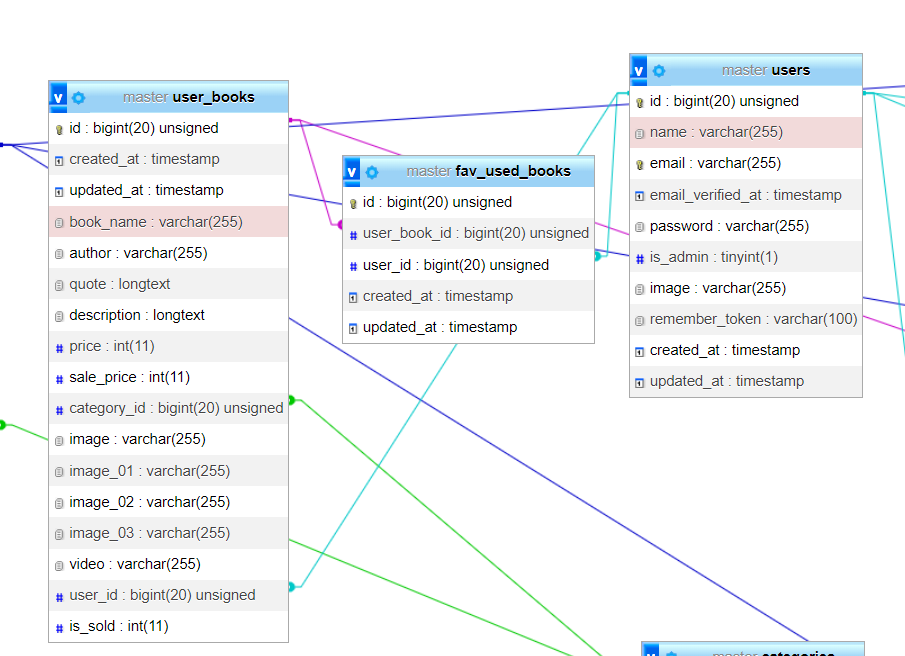 v master user_books
id : bigint(20) unsigned
created_at : timestamp
updated_at : timestamp
book_name : varchar(255)
author : varchar(255)
quote : longtext
description : longtext
# price : int(11)
# sale_price : int(11)
# category_id : bigint(20) unsigned
image : varchar(255)
image_01 : varchar(255)
image_02 : varchar(255)
image_03 : varchar(255)
video : varchar(255)
# user_id : bigint(20) unsigned
# is_sold : int(11)
v master fav_used_books
id : bigint(20) unsigned
# user_book_id : bigint(20) unsigned
# user_id : bigint(20) unsigned
created_at : timestamp
updated_at : timestamp
v master users
id : bigint(20) unsigned
name : varchar(255)
email : varchar(255)
email_verified_at : timestamp
password : varchar(255)
# is_admin : tinyint(1)
image : varchar(255)
remember_token : varchar(100)
created_at : timestamp
updated_at : timestamp
v master categories